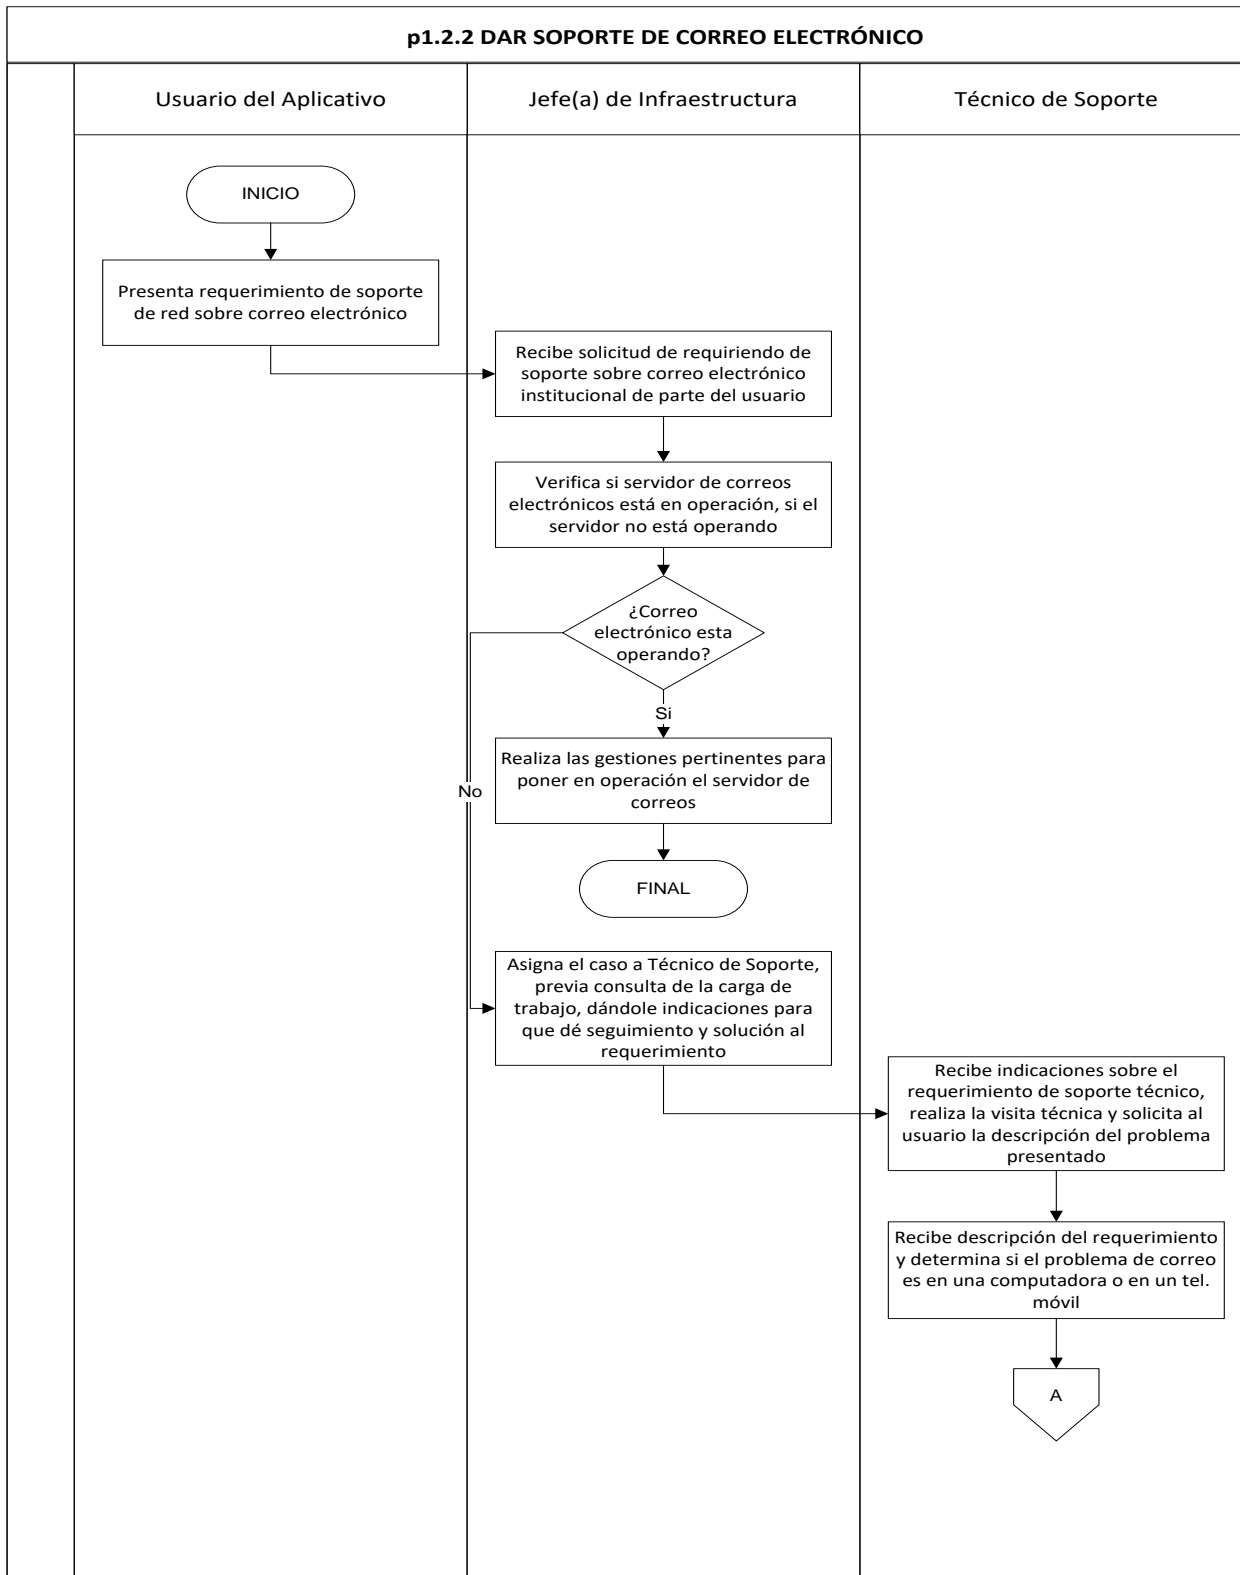 p1.2.2 DAR SOPORTE DE CORREO ELECTRÓNICO
Usuario del Aplicativo
Jefe(a) de Infraestructura
Técnico de Soporte
INICIO
Presenta requerimiento de soporte
de red sobre correo electrónico
Recibe solicitud de requiriendo de
soporte sobre correo electrónico
institucional de parte del usuario
Verifica si servidor de correos
electrónicos está en operación, si el
servidor no está operando
¿Correo
electrónico esta
operando?
Si
Realiza las gestiones pertinentes para
poner en operación el servidor de
correos
No
FINAL
Asigna el caso a Técnico de Soporte,
previa consulta de la carga de
trabajo, dándole indicaciones para
que dé seguimiento y solución al
requerimiento
Recibe indicaciones sobre el
requerimiento de soporte técnico,
realiza la visita técnica y solicita al
usuario la descripción del problema
presentado
Recibe descripción del requerimiento
y determina si el problema de correo
es en una computadora o en un tel.
móvil
A